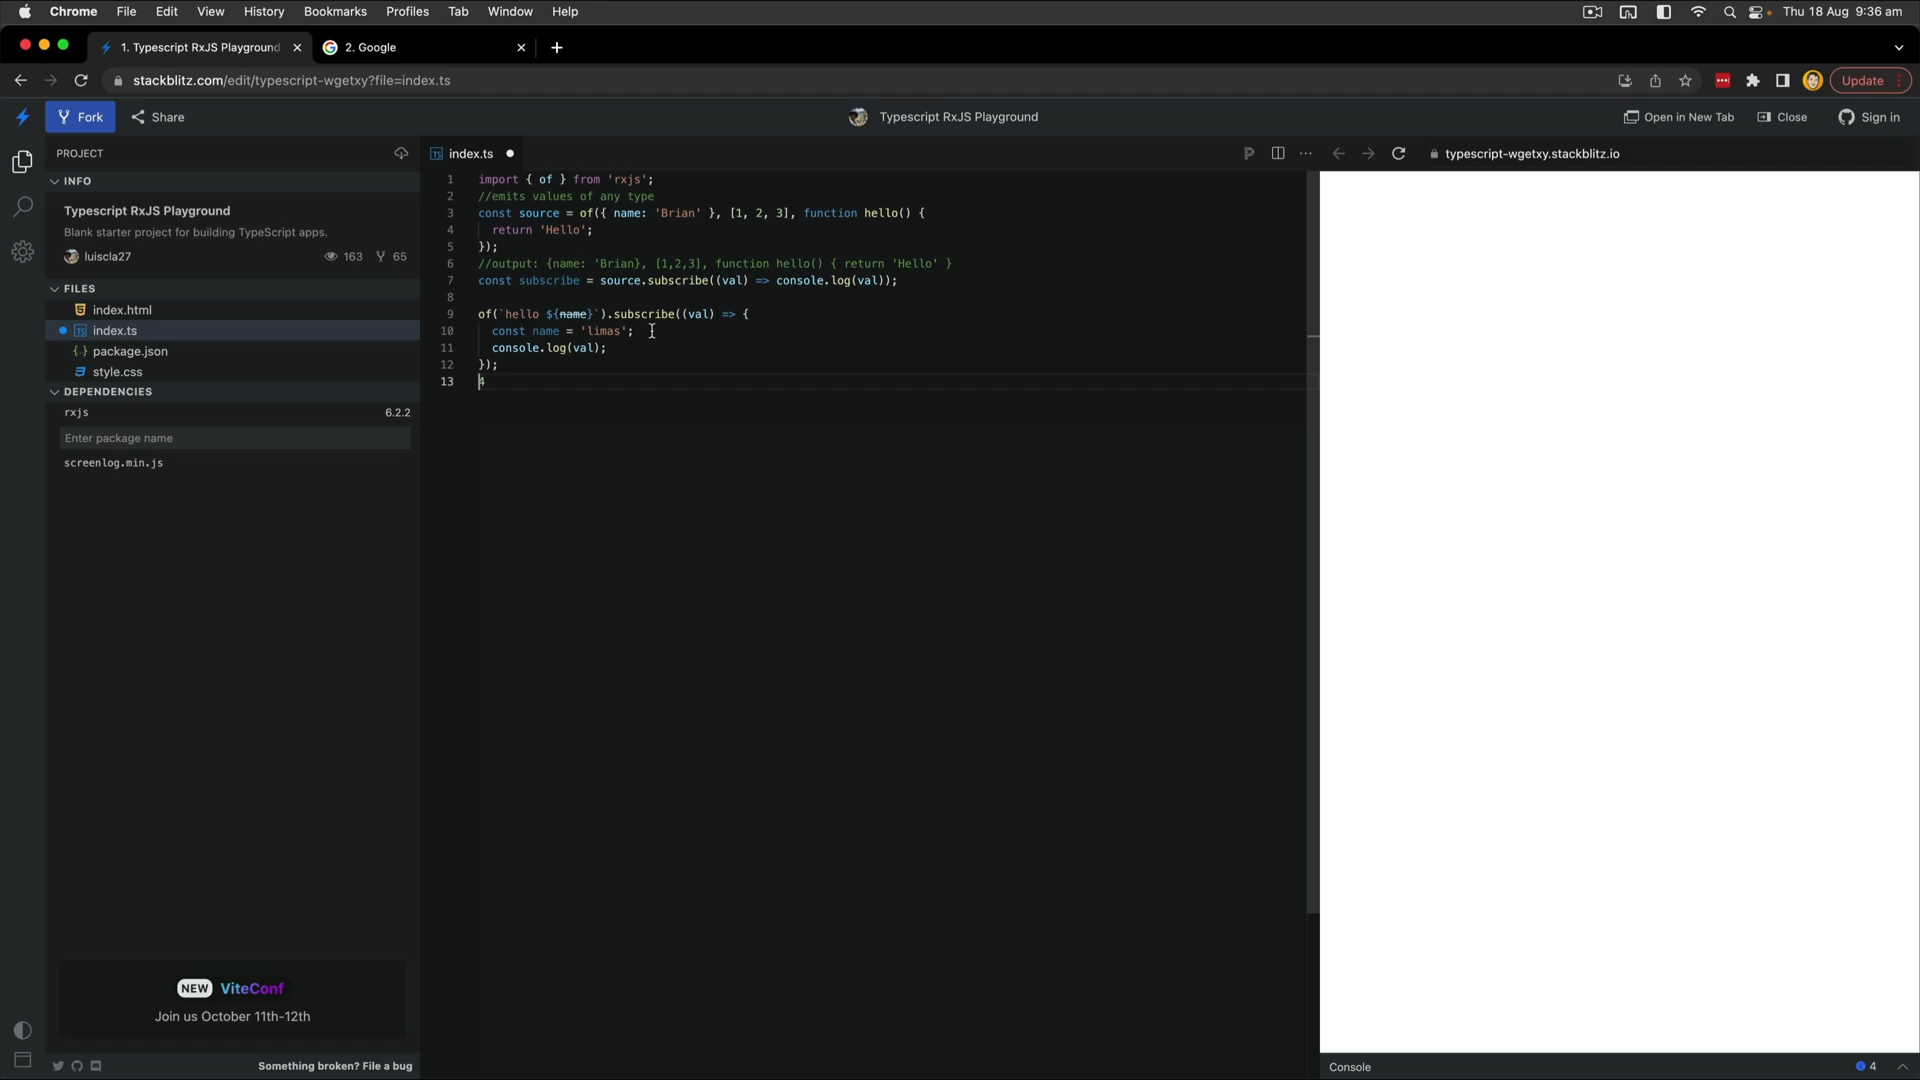 Chrome File Edit View History Bookmarks Profiles Tab Window Help Thu 18 Aug 9:36 am
1. Typescript RxJS Playground 2. Google
stackblitz.com/edit/typescript-wgetxy?file=index.ts Update
Fork Share Typescript RxJS Playground Open in New Tab Close Sign in
PROJECT
INFO
Typescript RxJS Playground
Blank starter project for building TypeScript apps.
luiscla27 163 65
FILES
index.html
index.ts
package.json
style.css
DEPENDENCIES
rxjs 6.2.2
Enter package name
screenlog.min.js
NEW ViteConf
Join us October 11th-12th
Something broken? File a bug
index.ts
1 import { of } from 'rxjs';
2 //emits values of any type
3 const source = of({ name: 'Brian' }, [1, 2, 3], function hello() {
4 return 'Hello';
5 });
6 //output: {name: 'Brian}, [1,2,3], function hello() { return 'Hello' }
7 const subscribe = source.subscribe((val) => console.log(val));
8
9 of(`hello ${name}`).subscribe((val) => {
10 const name = 'limas';
11 console.log(val);
12 });
13 4
typescript-wgetxy.stackblitz.io
Console 4